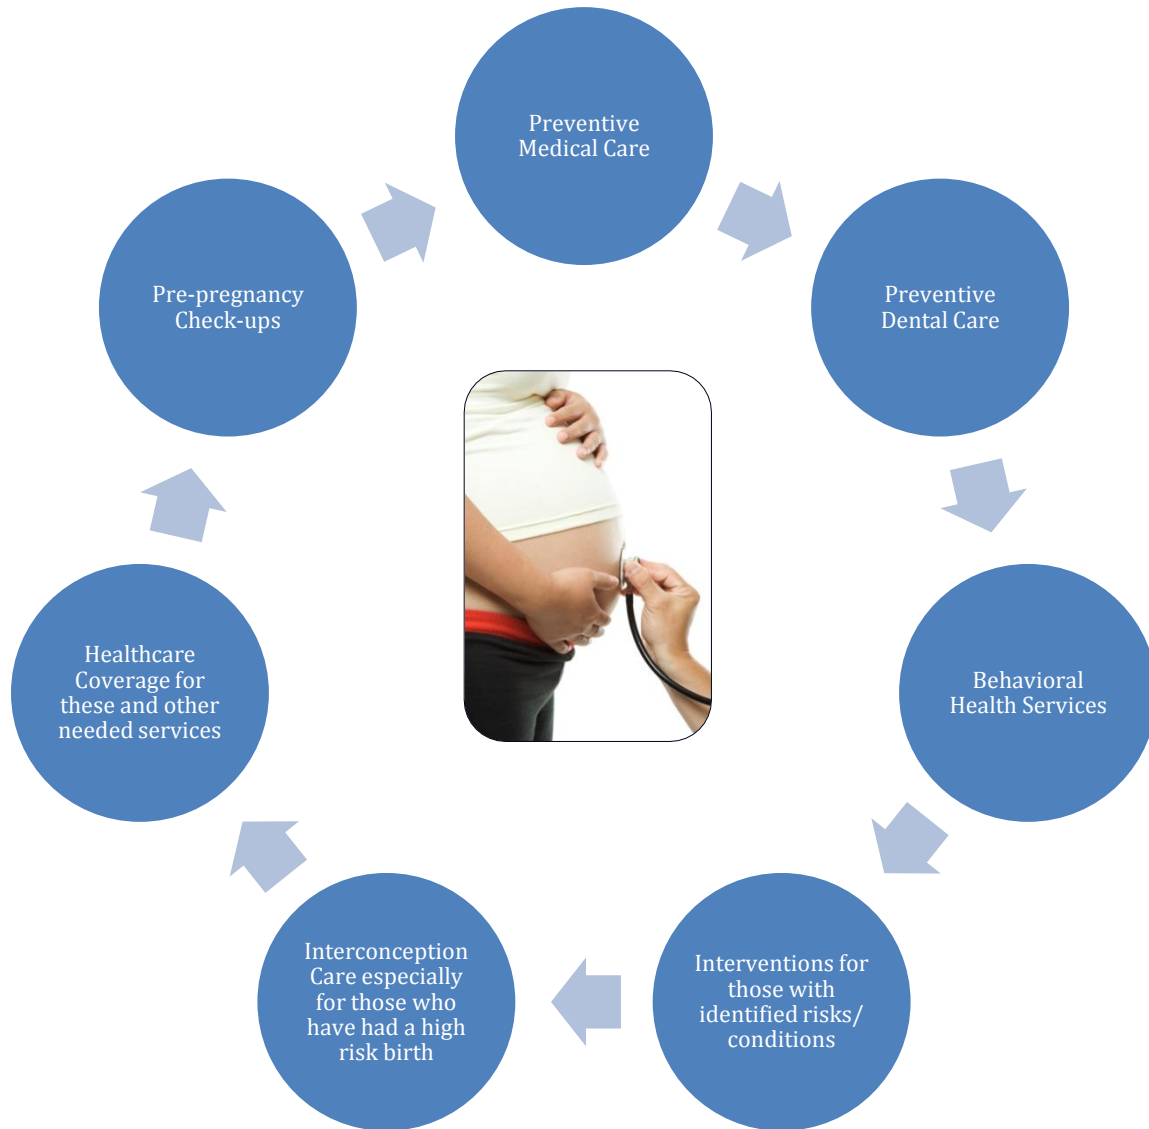 Preventive
Medical Care
Preventive
Dental Care
Behavioral
Health Services
Interventions for
those with
identified risks/
conditions
Interconception
Care especially
for those who
have had a high
risk birth
Healthcare
Coverage for
these and other
needed services
Pre-pregnancy
Check-ups